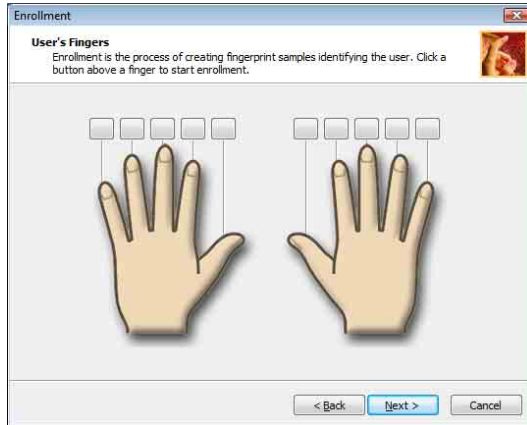 Enrollment
User's Fingers
Enrollment is the process of creating fingerprint samples identifying the user. Click a
button above a finger to start enrollment.
< Back
Next >
Cancel